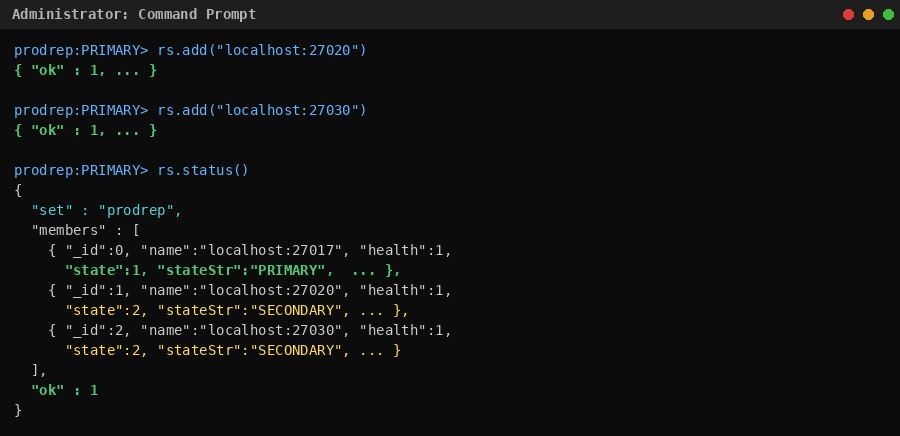 Administrator: Command Prompt
prodrep:PRIMARY> rs.add("localhost:27020")
{ "ok" : 1, ... }
prodrep:PRIMARY> rs.add("localhost:27030")
{ "ok" : 1, ... }
prodrep:PRIMARY> rs.status()
{
  "set" : "prodrep",
  "members" : [
    { "_id":0, "name":"localhost:27017", "health":1,
      "state":1, "stateStr":"PRIMARY",  ... },
    { "_id":1, "name":"localhost:27020", "health":1,
      "state":2, "stateStr":"SECONDARY", ... },
    { "_id":2, "name":"localhost:27030", "health":1,
      "state":2, "stateStr":"SECONDARY", ... }
  ],
  "ok" : 1
}